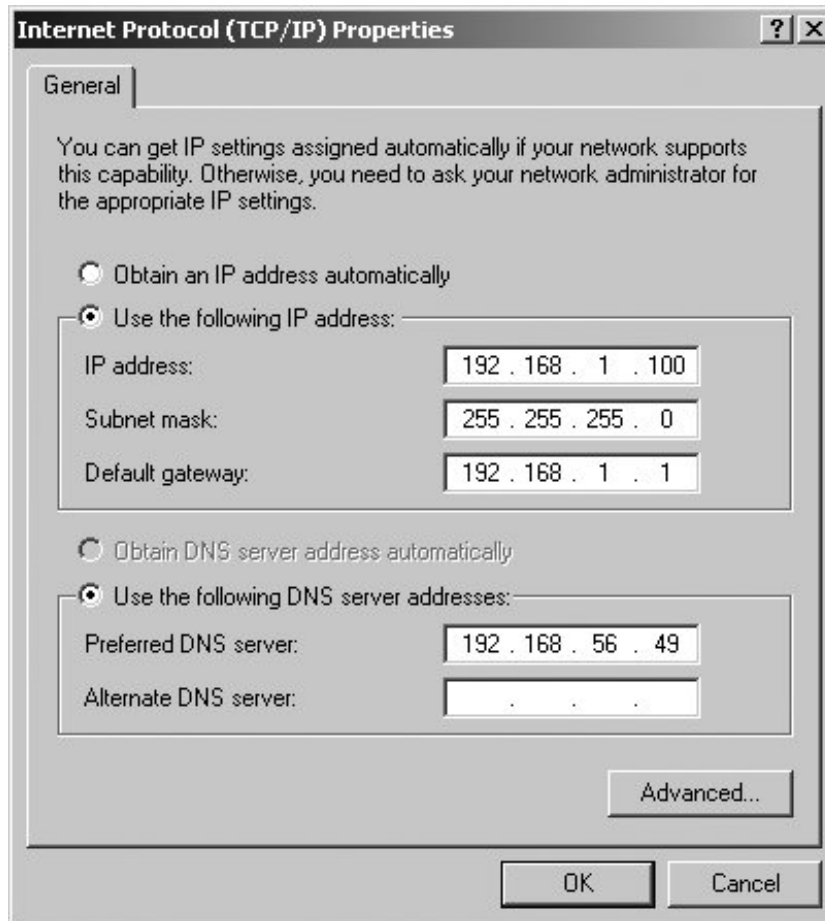 Internet Protocol (TCP/IP) Properties
General
You can get IP settings assigned automatically if your network supports
this capability. Otherwise, you need to ask your network administrator for
the appropriate IP settings.
Obtain an IP address automatically
Use the following IP address:
IP address: 192 . 168 . 1 . 100
Subnet mask: 255 . 255 . 255 . 0
Default gateway: 192 . 168 . 1 . 1
Obtain DNS server address automatically
Use the following DNS server addresses:
Preferred DNS server: 192 . 168 . 56 . 49
Alternate DNS server: . . .
Advanced...
OK Cancel